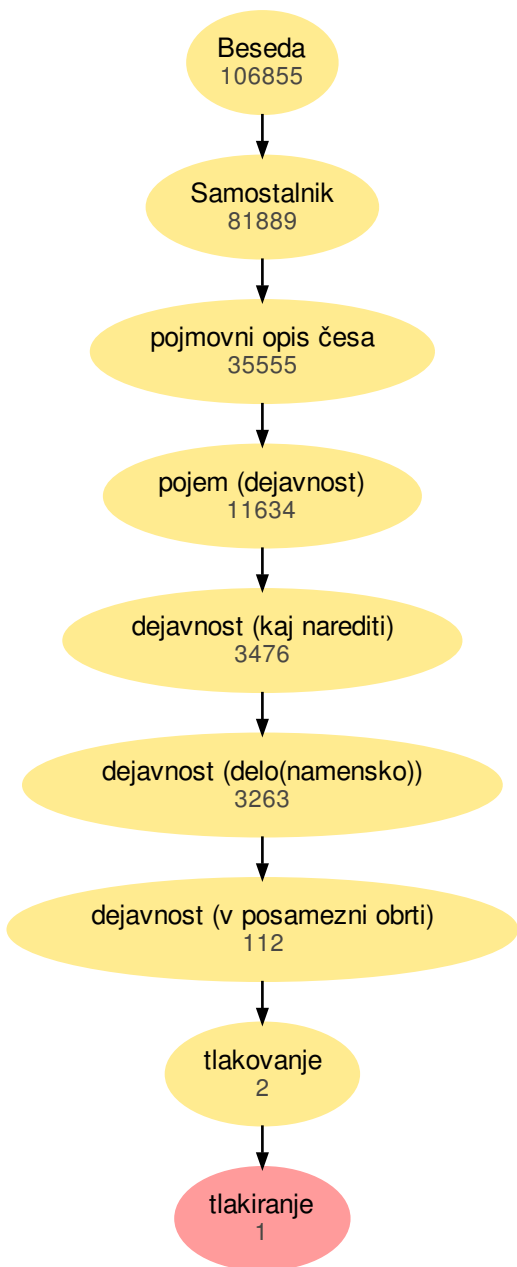 Beseda
106855
Samostalnik
81889
pojmovni opis česa
35555
pojem (dejavnost)
11634
dejavnost (kaj narediti)
3476
dejavnost (delo(namensko))
3263
dejavnost (v posamezni obrti)
112
tlakovanje
2
tlakiranje
1